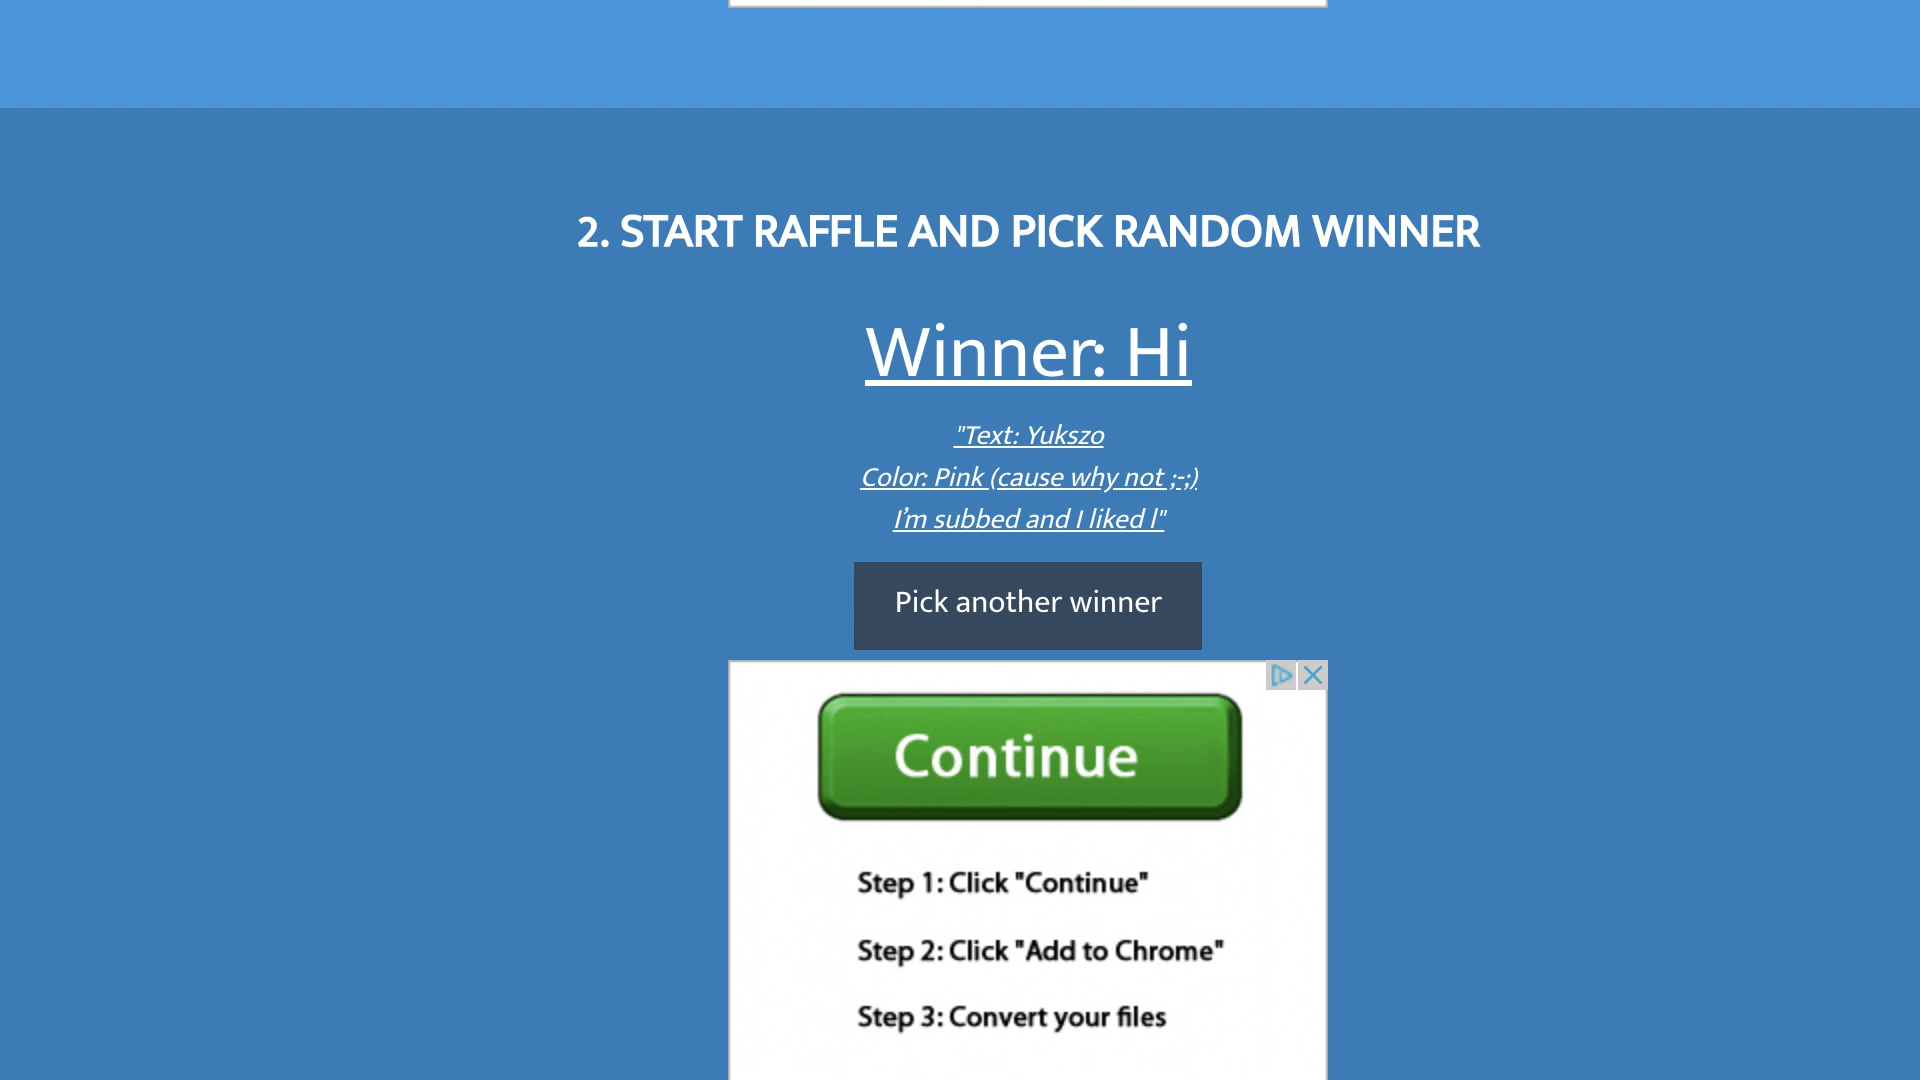 2. START RAFFLE AND PICK RANDOM WINNER
Winner: Hi
"Text: Yukszo
Color: Pink (cause why not ;-;)
I'm subbed and I liked l"
Pick another winner
Continue
Step 1: Click "Continue"
Step 2: Click "Add to Chrome"
Step 3: Convert your files